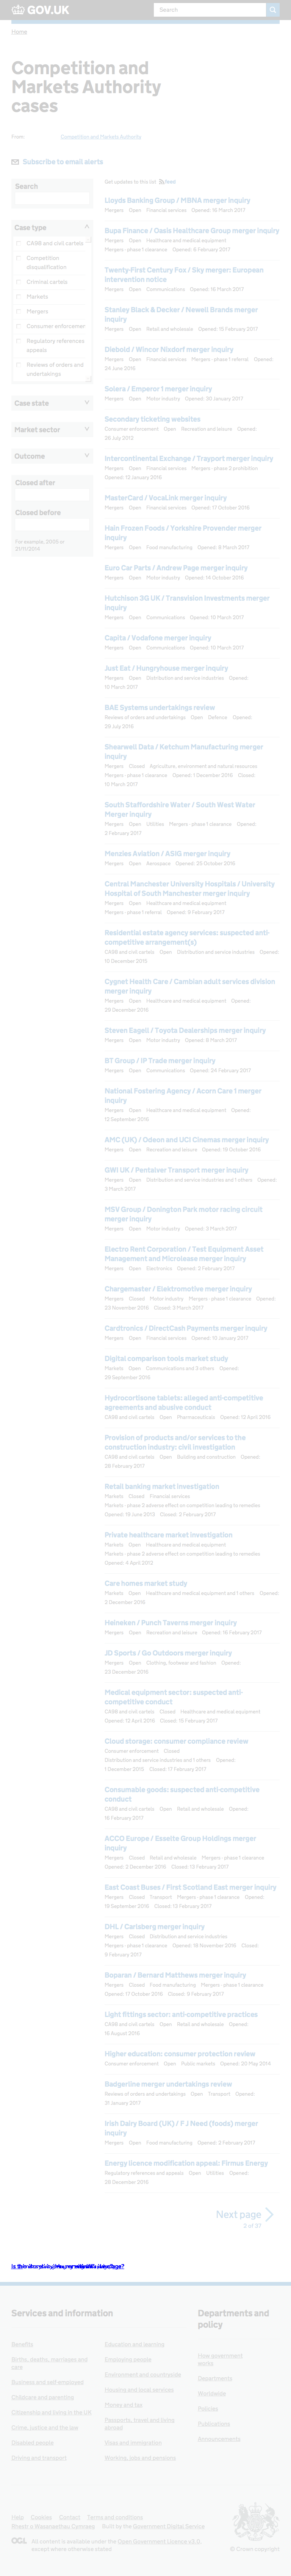 GOV.UK
Search
Home
Competition and
Markets Authority
cases
From: Competition and Markets Authority
Subscribe to email alerts
Search
Case type
CA98 and civil cartels
Competition
disqualification
Criminal cartels
Markets
Mergers
Consumer enforcement
Regulatory references
appeals
Reviews of orders and
undertakings
Case state
Market sector
Outcome
Closed after
Closed before
For example, 2005 or
21/11/2014
Get updates to this list feed
Lloyds Banking Group / MBNA merger inquiry
Mergers Open Financial services Opened: 16 March 2017
Bupa Finance / Oasis Healthcare Group merger inquiry
Mergers Open Healthcare and medical equipment
Mergers - phase 1 clearance Opened: 6 February 2017
Twenty-First Century Fox / Sky merger: European
intervention notice
Mergers Open Communications Opened: 16 March 2017
Stanley Black & Decker / Newell Brands merger
inquiry
Mergers Open Retail and wholesale Opened: 15 February 2017
Diebold / Wincor Nixdorf merger inquiry
Mergers Open Financial services Mergers - phase 1 referral Opened:
24 June 2016
Solera / Emperor 1 merger inquiry
Mergers Open Motor industry Opened: 30 January 2017
Secondary ticketing websites
Consumer enforcement Open Recreation and leisure Opened:
30 July 2012
Intercontinental Exchange / Trayport merger inquiry
Mergers Open Financial services Mergers - phase 2 prohibition
Opened: 12 January 2016
MasterCard / VocaLink merger inquiry
Mergers Open Financial services Opened: 17 October 2016
Hain Frozen Foods / Yorkshire Provender merger
inquiry
Mergers Open Food manufacturing Opened: 8 March 2017
Euro Car Parts / Andrew Page merger inquiry
Mergers Open Motor industry Opened: 14 October 2016
Hutchison 3G UK / Transvision Investments merger
inquiry
Mergers Open Communications Opened: 10 March 2017
Capita / Vodafone merger inquiry
Mergers Open Communications Opened: 10 March 2017
Just Eat / Hungryhouse merger inquiry
Mergers Open Distribution and service industries Opened:
10 March 2017
BAE Systems undertakings review
Reviews of orders and undertakings Open Defence Opened:
29 July 2016
Shearwell Data / Ketchum Manufacturing merger
inquiry
Mergers Closed Agriculture, environment and natural resources
Mergers - phase 1 clearance Opened: 1 December 2016 Closed:
10 March 2017
South Staffordshire Water / South West Water
Merger inquiry
Mergers Open Utilities Mergers - phase 1 clearance Opened:
2 February 2017
Menzies Aviation / ASIG merger inquiry
Mergers Open Aerospace Opened: 25 October 2016
Central Manchester University Hospitals / University
Hospital of South Manchester merger inquiry
Mergers Open Healthcare and medical equipment
Mergers - phase 1 referral Opened: 9 February 2017
Residential estate agency services: suspected anti-
competitive arrangement(s)
CA98 and civil cartels Open Distribution and service industries Opened:
10 December 2015
Cygnet Health Care / Cambian adult services division
merger inquiry
Mergers Open Healthcare and medical equipment Opened:
29 December 2016
Steven Eagell / Toyota Dealerships merger inquiry
Mergers Open Motor industry Opened: 9 March 2017
BT Group / IP Trade merger inquiry
Mergers Open Communications Opened: 24 February 2017
National Fostering Agency / Acorn Care 1 merger
inquiry
Mergers Open Healthcare and medical equipment Opened:
12 September 2016
AMC (UK) / Odeon and UCI Cinemas merger inquiry
Mergers Open Recreation and leisure Opened: 19 October 2016
GWI UK / Pentalver Transport merger inquiry
Mergers Open Distribution and service industries and 1 others Opened:
3 March 2017
MSV Group / Donington Park motor racing circuit
merger inquiry
Mergers Open Motor industry Opened: 3 March 2017
Electro Rent Corporation / Test Equipment Asset
Management and Microlease merger inquiry
Mergers Open Electronics Opened: 2 February 2017
Chargemaster / Elektromotive merger inquiry
Mergers Closed Motor industry Mergers - phase 1 clearance Opened:
23 November 2016 Closed: 3 March 2017
Cardtronics / DirectCash Payments merger inquiry
Mergers Open Financial services Opened: 10 January 2017
Digital comparison tools market study
Markets Open Communications and 3 others Opened:
29 September 2016
Hydrocortisone tablets: alleged anti-competitive
agreements and abusive conduct
CA98 and civil cartels Open Pharmaceuticals Opened: 12 April 2016
Provision of products and/or services to the
construction industry: civil investigation
CA98 and civil cartels Open Building and construction Opened:
28 February 2017
Retail banking market investigation
Markets Closed Financial services
Markets - phase 2 adverse effect on competition leading to remedies
Opened: 19 June 2013 Closed: 2 February 2017
Private healthcare market investigation
Markets Open Healthcare and medical equipment
Markets - phase 2 adverse effect on competition leading to remedies
Opened: 4 April 2012
Care homes market study
Markets Open Healthcare and medical equipment and 1 others Opened:
2 December 2016
Heineken / Punch Taverns merger inquiry
Mergers Open Recreation and leisure Opened: 16 February 2017
JD Sports / Go Outdoors merger inquiry
Mergers Open Clothing, footwear and fashion Opened:
23 December 2016
Medical equipment sector: suspected anti-
competitive conduct
CA98 and civil cartels Closed Healthcare and medical equipment
Opened: 12 April 2016 Closed: 15 February 2017
Cloud storage: consumer compliance review
Consumer enforcement Closed
Distribution and service industries and 1 others Opened:
1 December 2015 Closed: 17 February 2017
Consumable goods: suspected anti-competitive
conduct
CA98 and civil cartels Open Retail and wholesale Opened:
16 February 2017
ACCO Europe / Esselte Group Holdings merger
inquiry
Mergers Closed Retail and wholesale Mergers - phase 1 clearance
Opened: 2 December 2016 Closed: 13 February 2017
East Coast Buses / First Scotland East merger inquiry
Mergers Closed Transport Mergers - phase 1 clearance Opened:
19 September 2016 Closed: 13 February 2017
DHL / Carlsberg merger inquiry
Mergers Closed Distribution and service industries
Mergers - phase 1 clearance Opened: 18 November 2016 Closed:
9 February 2017
Boparan / Bernard Matthews merger inquiry
Mergers Closed Food manufacturing Mergers - phase 1 clearance
Opened: 17 October 2016 Closed: 8 February 2017
Light fittings sector: anti-competitive practices
CA98 and civil cartels Open Retail and wholesale Opened:
15 August 2016
Higher education: consumer protection review
Consumer enforcement Open Public markets Opened: 20 May 2014
Badgerline merger undertakings review
Reviews of orders and undertakings Open Transport Opened:
31 January 2017
Irish Dairy Board (UK) / F J Need (foods) merger
inquiry
Mergers Open Food manufacturing Opened: 2 February 2017
Energy licence modification appeal: Firmus Energy
Regulatory references and appeals Open Utilities Opened:
28 December 2016
Next page
2 of 37
Services and information
Benefits
Births, deaths, marriages and
care
Business and self-employed
Childcare and parenting
Citizenship and living in the UK
Crime, justice and the law
Disabled people
Driving and transport
Education and learning
Employing people
Environment and countryside
Housing and local services
Money and tax
Passports, travel and living
abroad
Visas and immigration
Working, jobs and pensions
Departments and
policy
How government
works
Departments
Worldwide
Policies
Publications
Announcements
Help Cookies Contact Terms and conditions
Rhestr o Wasanaethau Cymraeg Built by the Government Digital Service
OGL All content is available under the Open Government Licence v3.0,
except where otherwise stated
© Crown copyright